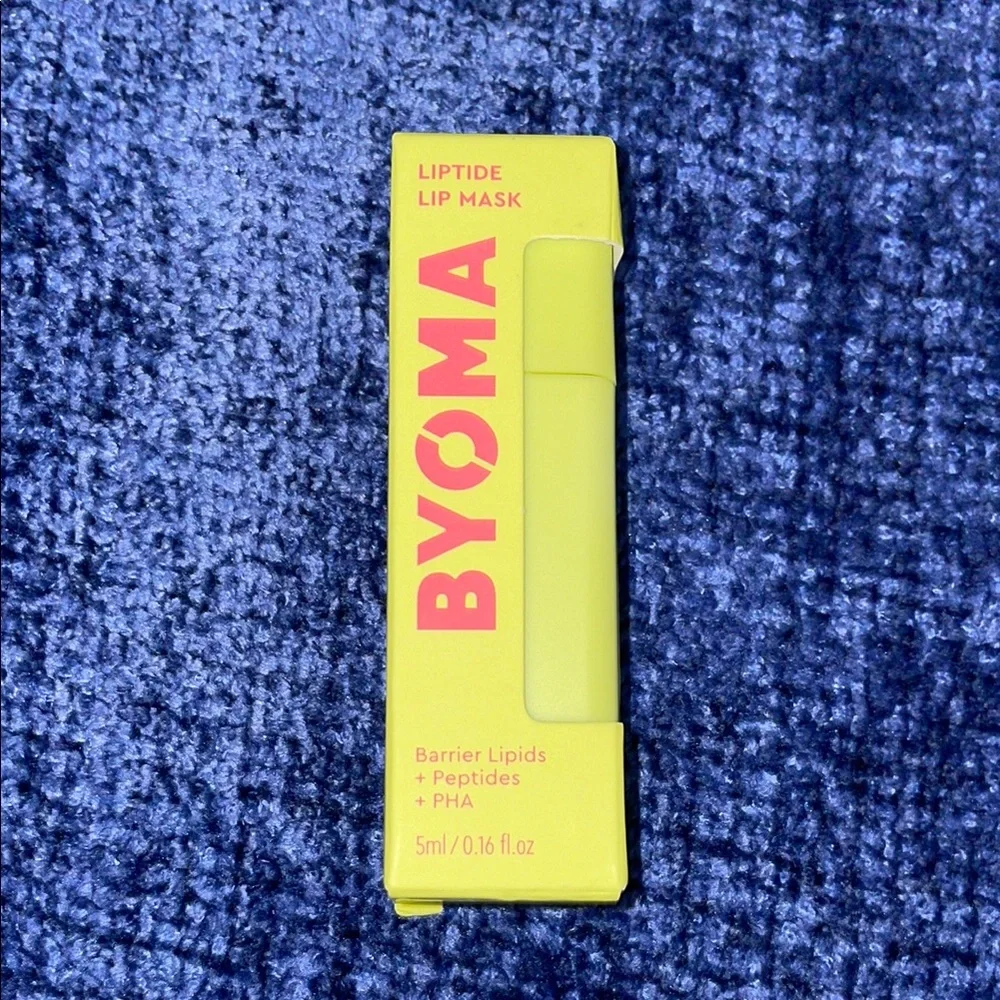 LIPTIDE
LIP MASK
BYOMA
Barrier Lipids
+ Peptides
+ PHA
5ml / 0.16 fl.oz